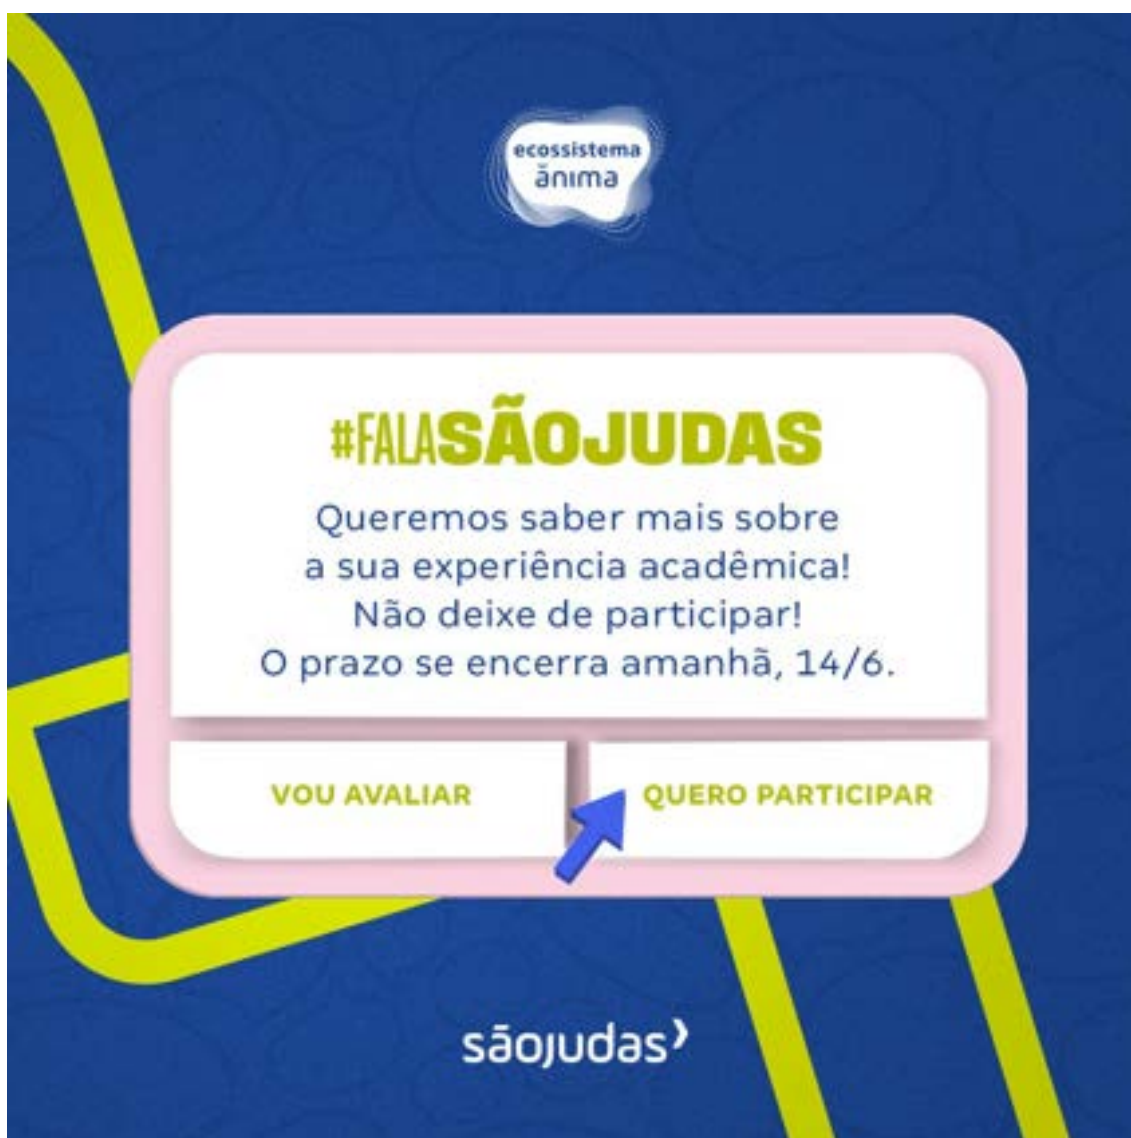 ecossistema
ănıma
#FALASÃOJUDAS
Queremos saber mais sobre
a sua experiência acadêmica!
Não deixe de participar!
O prazo se encerra amanhã, 14/6.
VOU AVALIAR
QUERO PARTICIPAR
sãojudas